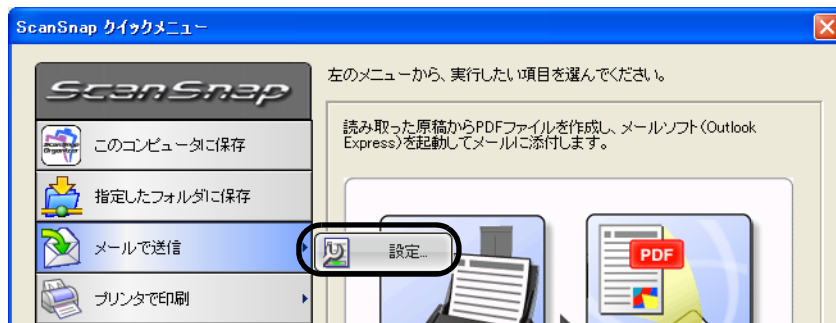 ScanSnap クイックメニュー
ScanSnap
左のメニューから、実行したい項目を選んでください。
読み取った原稿からPDFファイルを作成し、メールソフト(Outlook
Express)を起動してメールに添付します。
ScanSnap
Organizer
このコンピュータに保存
指定したフォルダに保存
メールで送信
設定...
PDF
プリンタで印刷